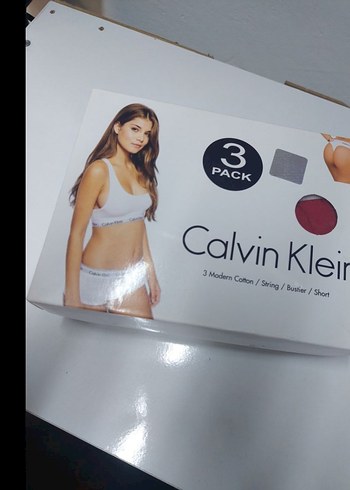 3
PACK
Calvin Klein
3 Modern Cotton / String / Bustier / Short